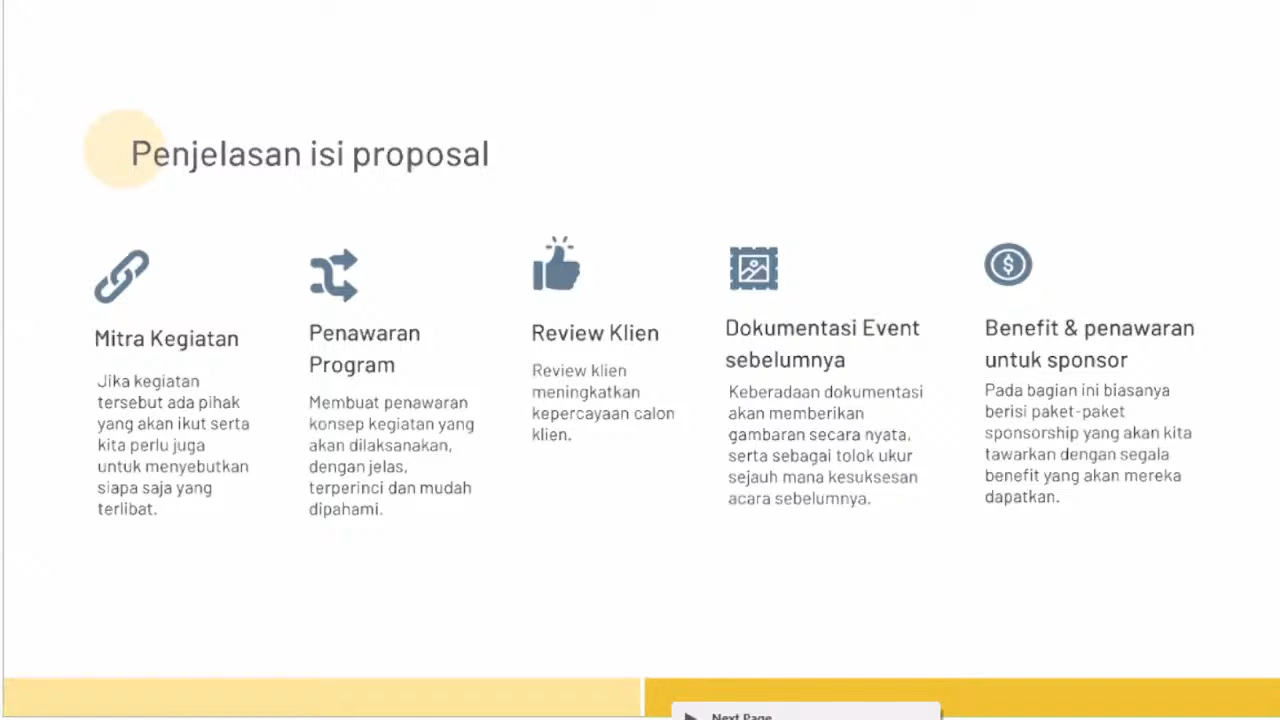 Penjelasan isi proposal
Mitra Kegiatan
Jika kegiatan
tersebut ada pihak
yang akan ikut serta
kita perlu juga
untuk menyebutkan
siapa saja yang
terlibat.
Penawaran
Program
Membuat penawaran
konsep kegiatan yang
akan dilaksanakan,
dengan jelas,
terperinci dan mudah
dipahami.
Review Klien
Review klien
meningkatkan
kepercayaan calon
klien.
Dokumentasi Event
sebelumnya
Keberadaan dokumentasi
akan memberikan
gambaran secara nyata,
serta sebagai tolok ukur
sejauh mana kesuksesan
acara sebelumnya.
Benefit & penawaran
untuk sponsor
Pada bagian ini biasanya
berisi paket-paket
sponsorship yang akan kita
tawarkan dengan segala
benefit yang akan mereka
dapatkan.
Next Page